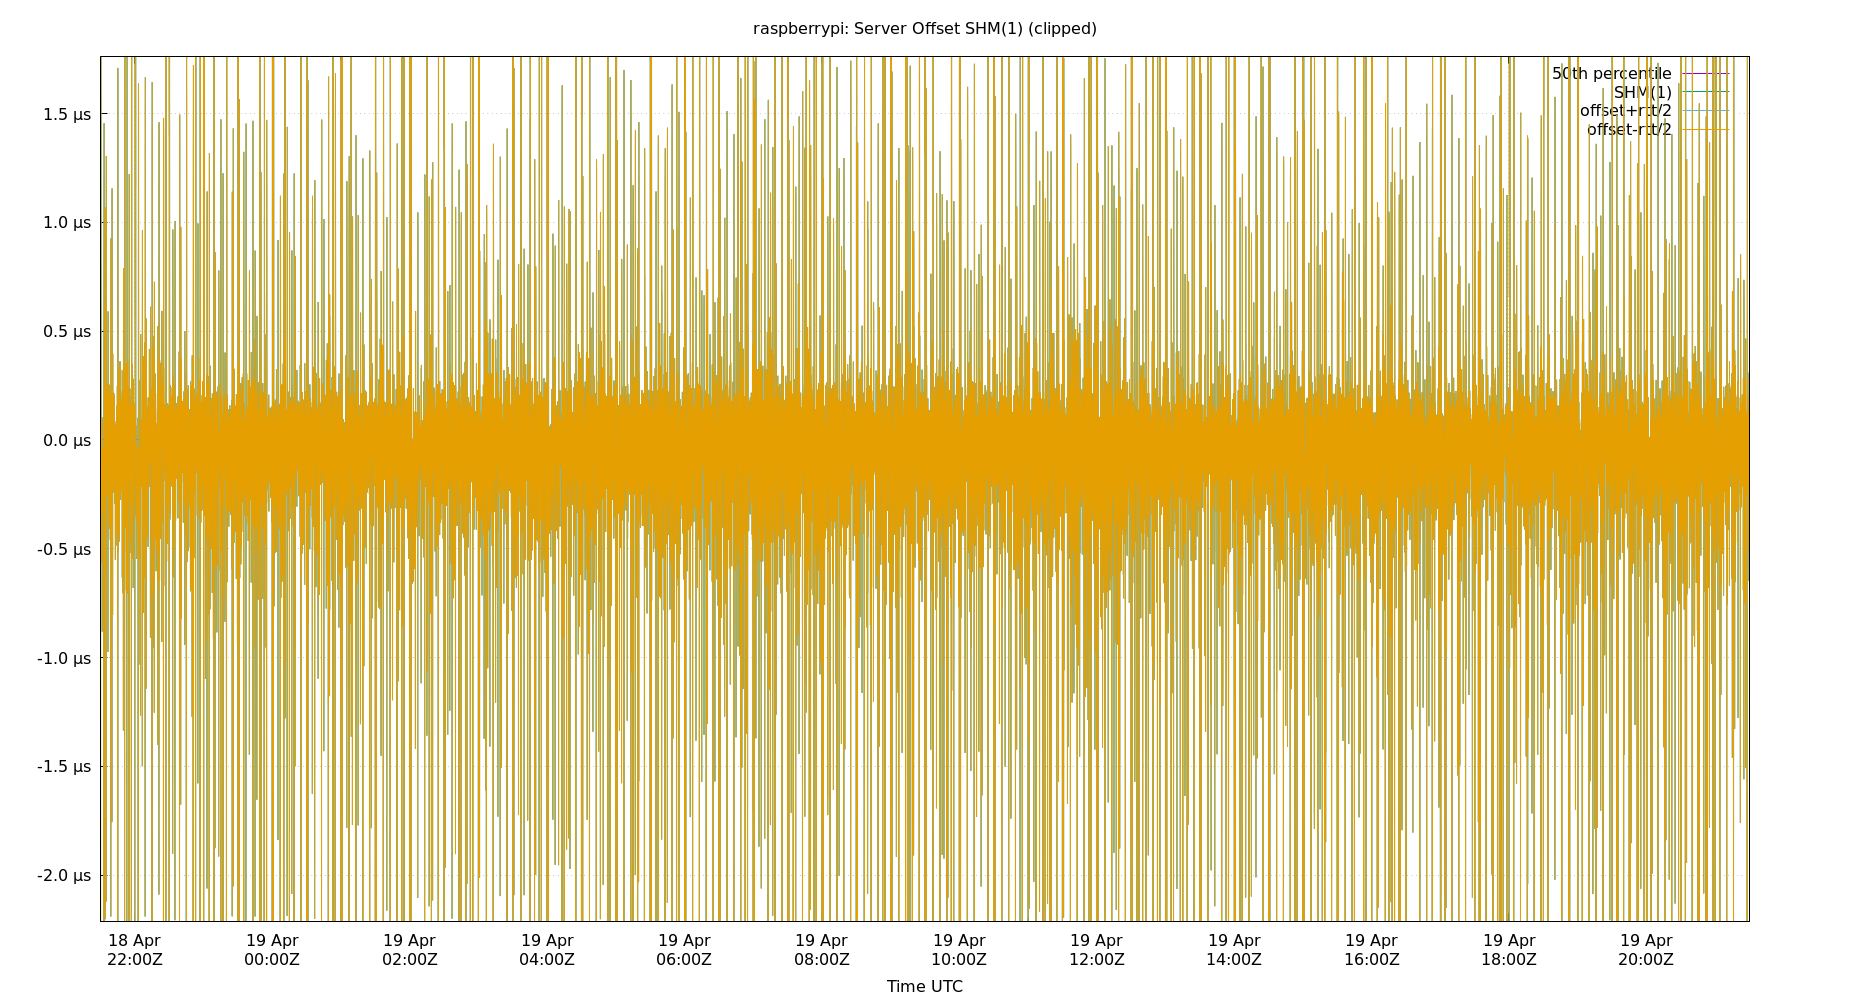 raspberrypi: Server Offset SHM(1) (clipped)
50th percentile
SHM(1)
offset+rtt/2
offset-rtt/2
1.5 µs
1.0 µs
0.5 µs
0.0 µs
-0.5 µs
-1.0 µs
-1.5 µs
-2.0 µs
18 Apr 19 Apr 19 Apr 19 Apr 19 Apr 19 Apr 19 Apr 19 Apr 19 Apr 19 Apr 19 Apr 19 Apr
22:00Z 00:00Z 02:00Z 04:00Z 06:00Z 08:00Z 10:00Z 12:00Z 14:00Z 16:00Z 18:00Z 20:00Z
Time UTC